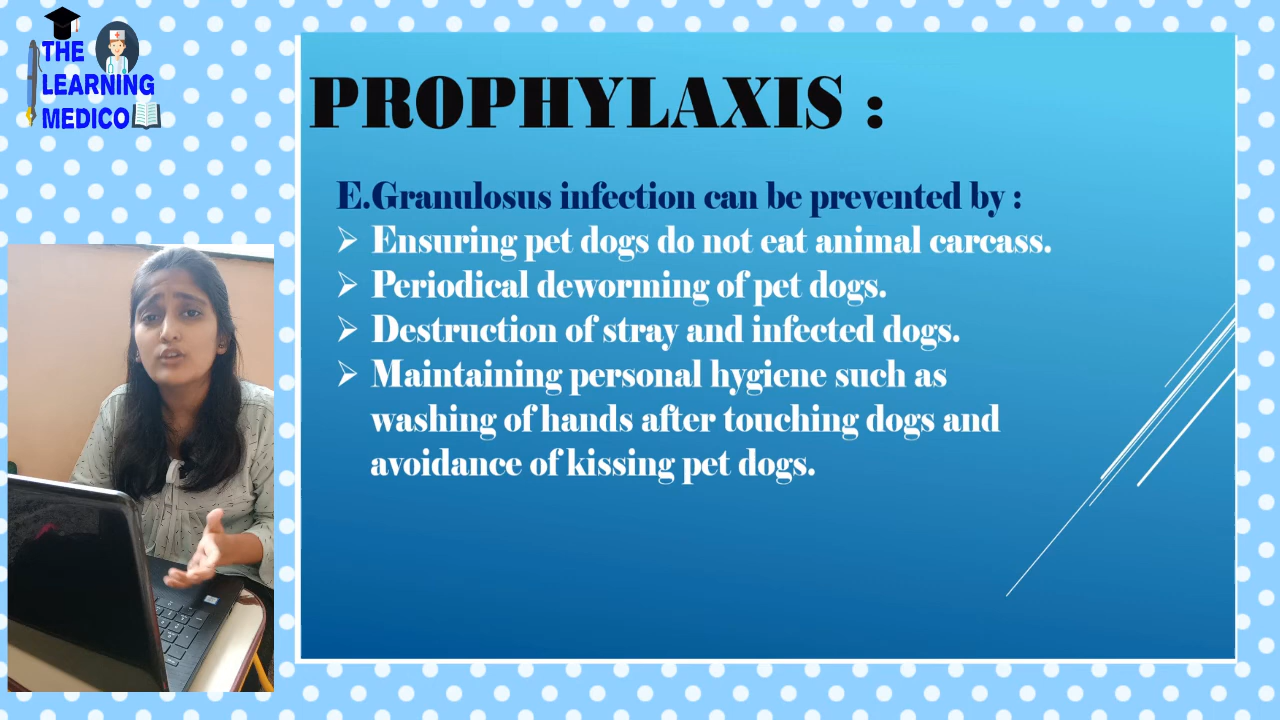 THE
LEARNING
MEDICO
PROPHYLAXIS :
E.Granulosus infection can be prevented by :
Ensuring pet dogs do not eat animal carcass.
Periodical deworming of pet dogs.
Destruction of stray and infected dogs.
Maintaining personal hygiene such as
washing of hands after touching dogs and
avoidance of kissing pet dogs.